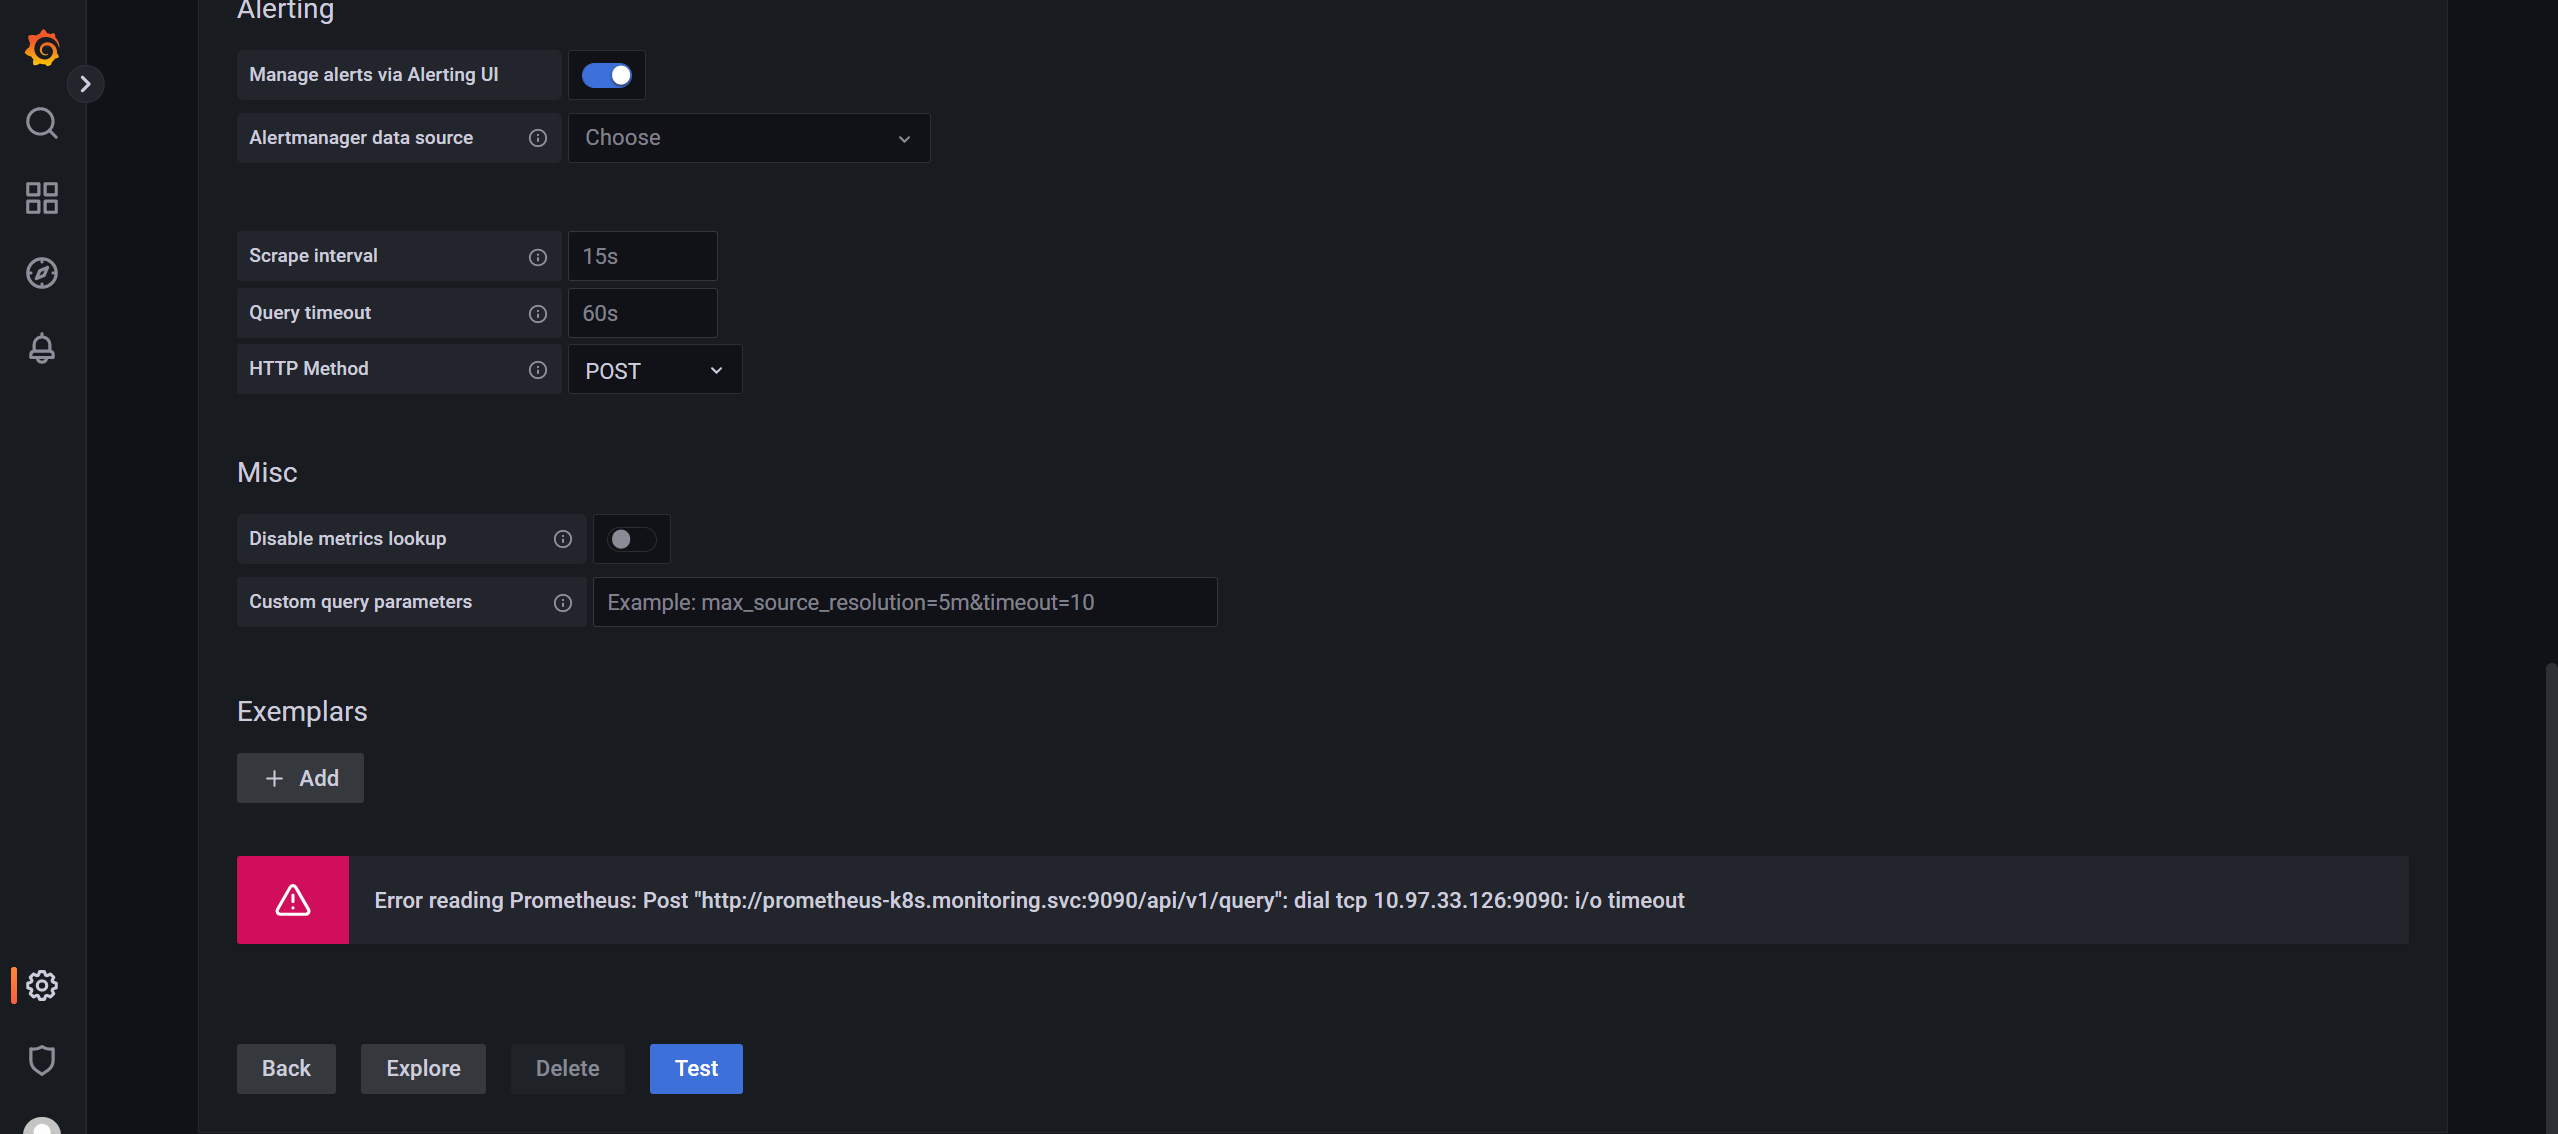 Alerting
Manage alerts via Alerting UI
Alertmanager data source
Choose
Scrape interval
15s
Query timeout
60s
HTTP Method
POST
Misc
Disable metrics lookup
Custom query parameters
Example: max_source_resolution=5m&timeout=10
Exemplars
Add
Error reading Prometheus: Post "http://prometheus-k8s.monitoring.svc:9090/api/v1/query": dial tcp 10.97.33.126:9090: i/o timeout
Back
Explore
Delete
Test